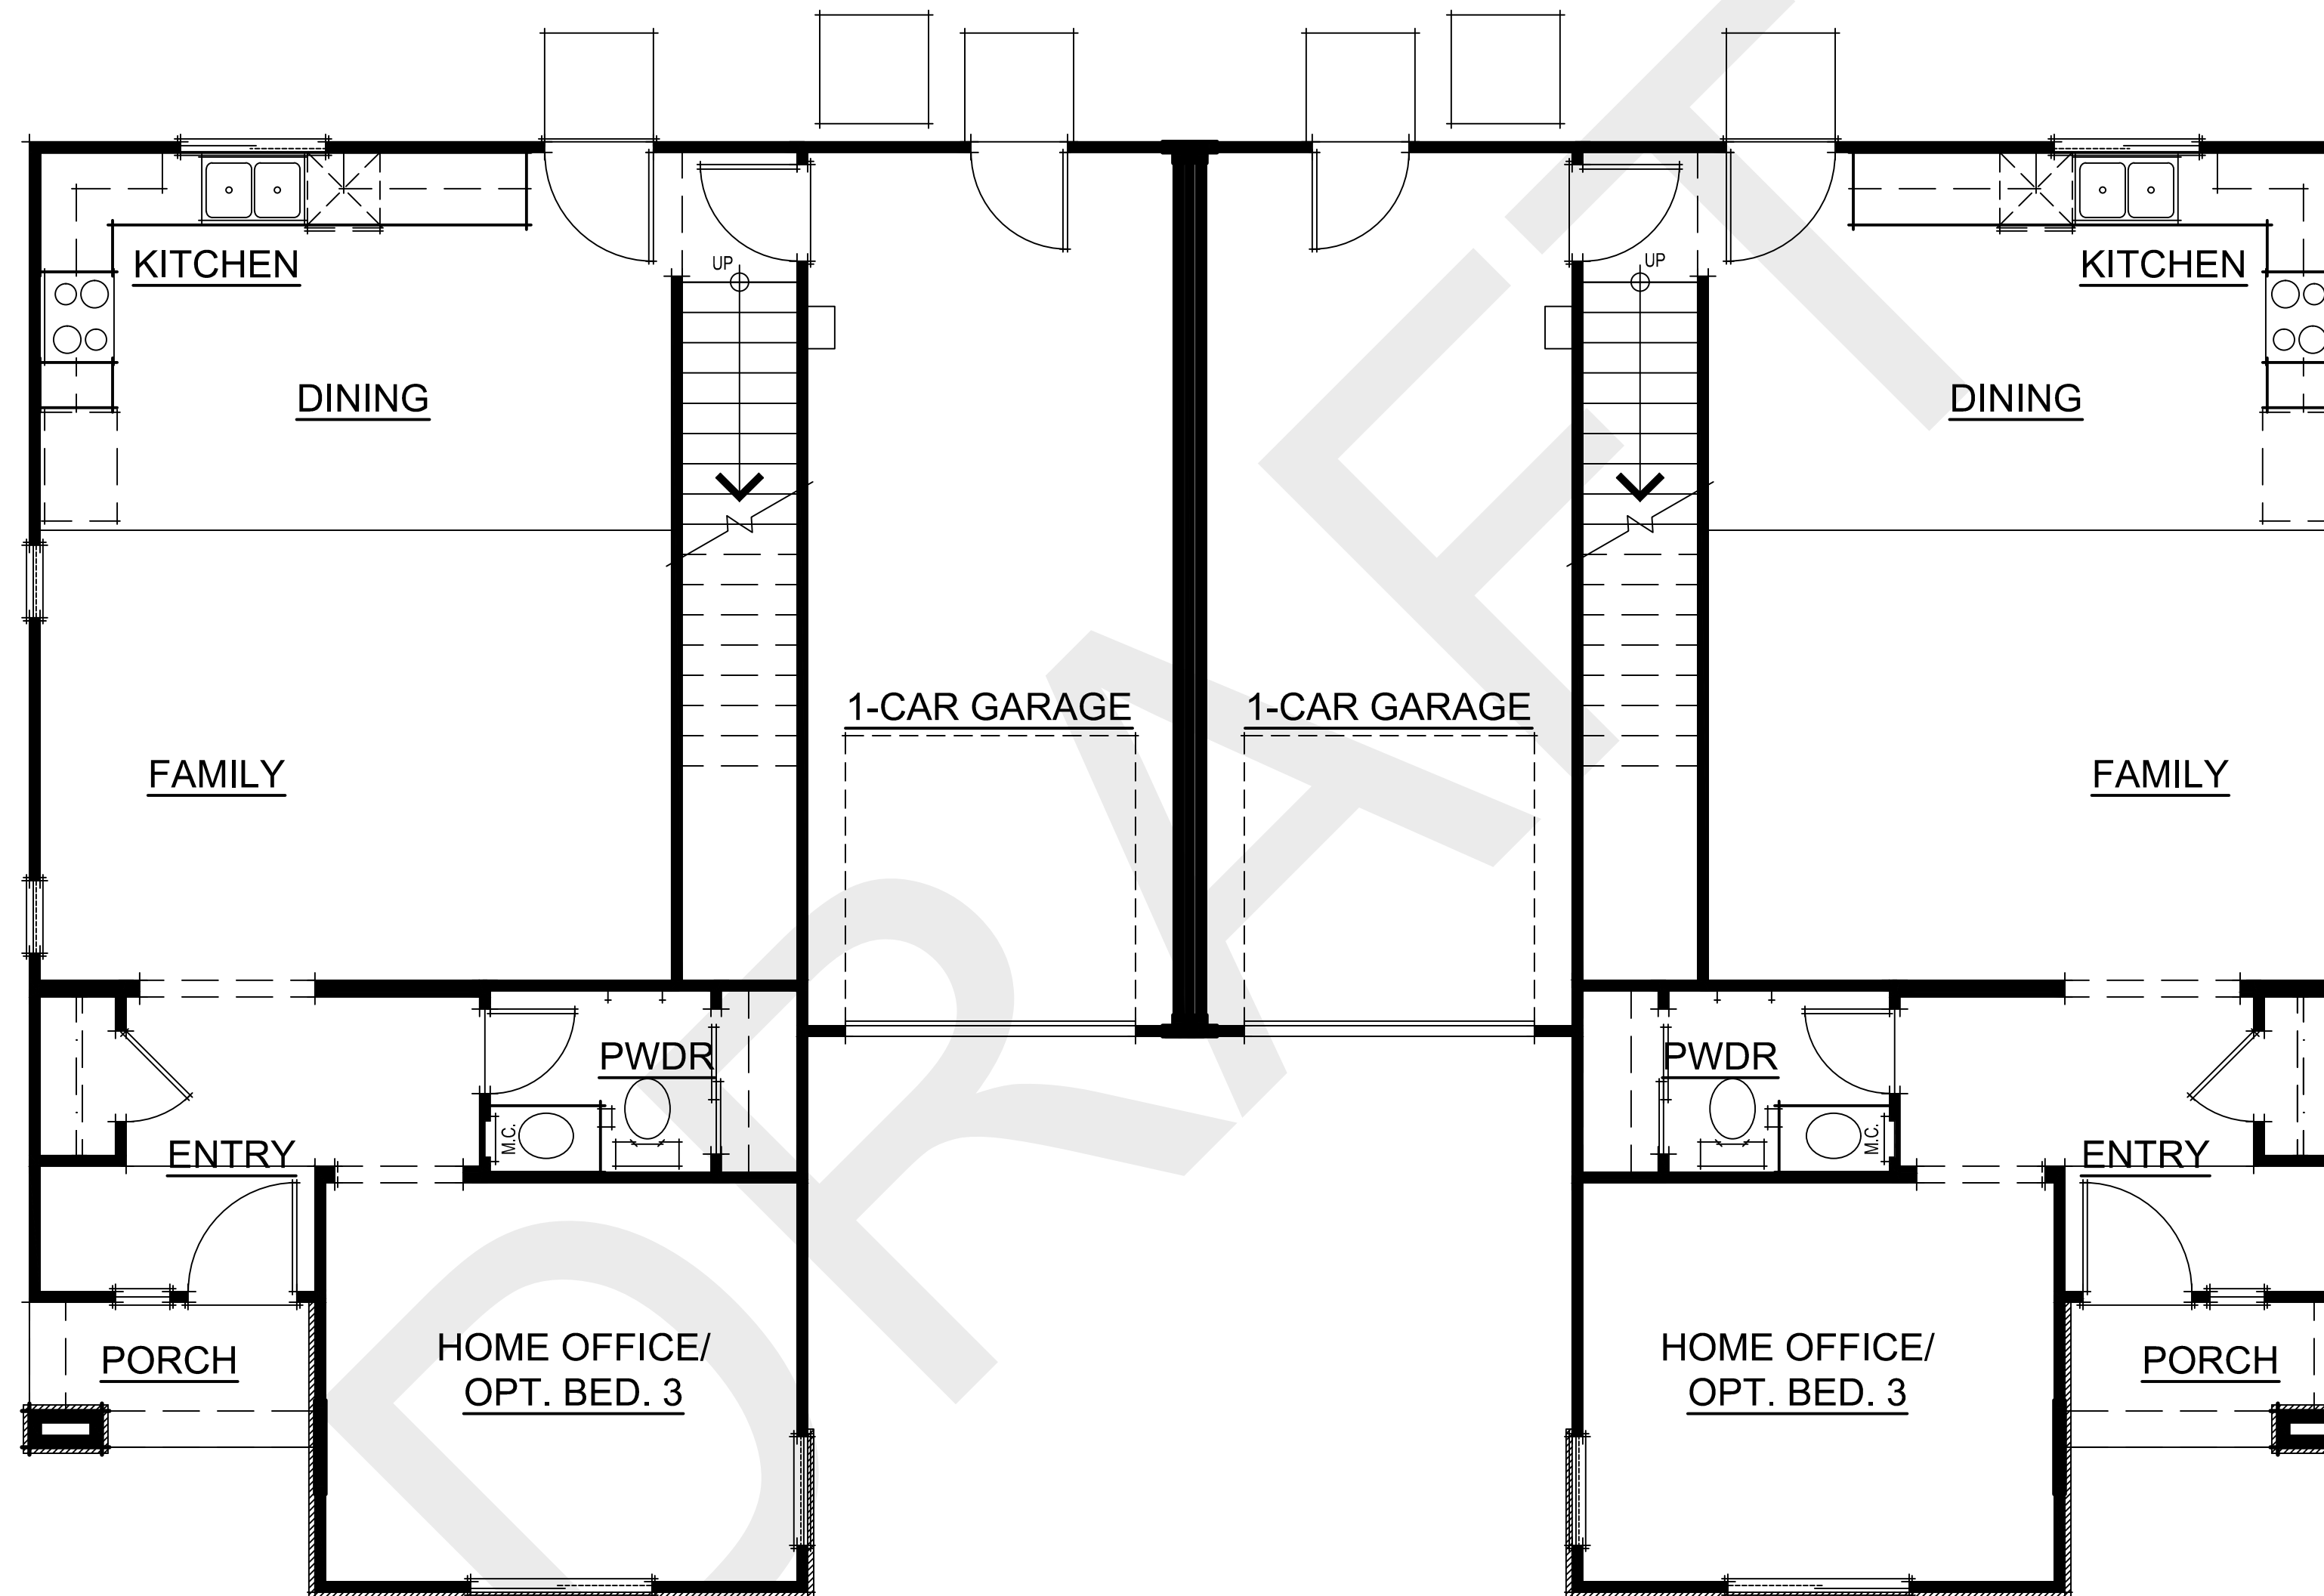 KITCHEN
UP
UP
KITCHEN
DINING
DINING
1-CAR GARAGE
1-CAR GARAGE
FAMILY
FAMILY
PWDR
PWDR
M.C.
M.C.
ENTRY
ENTRY
PORCH
HOME OFFICE/
OPT. BED. 3
HOME OFFICE/
OPT. BED. 3
PORCH
DRAFT